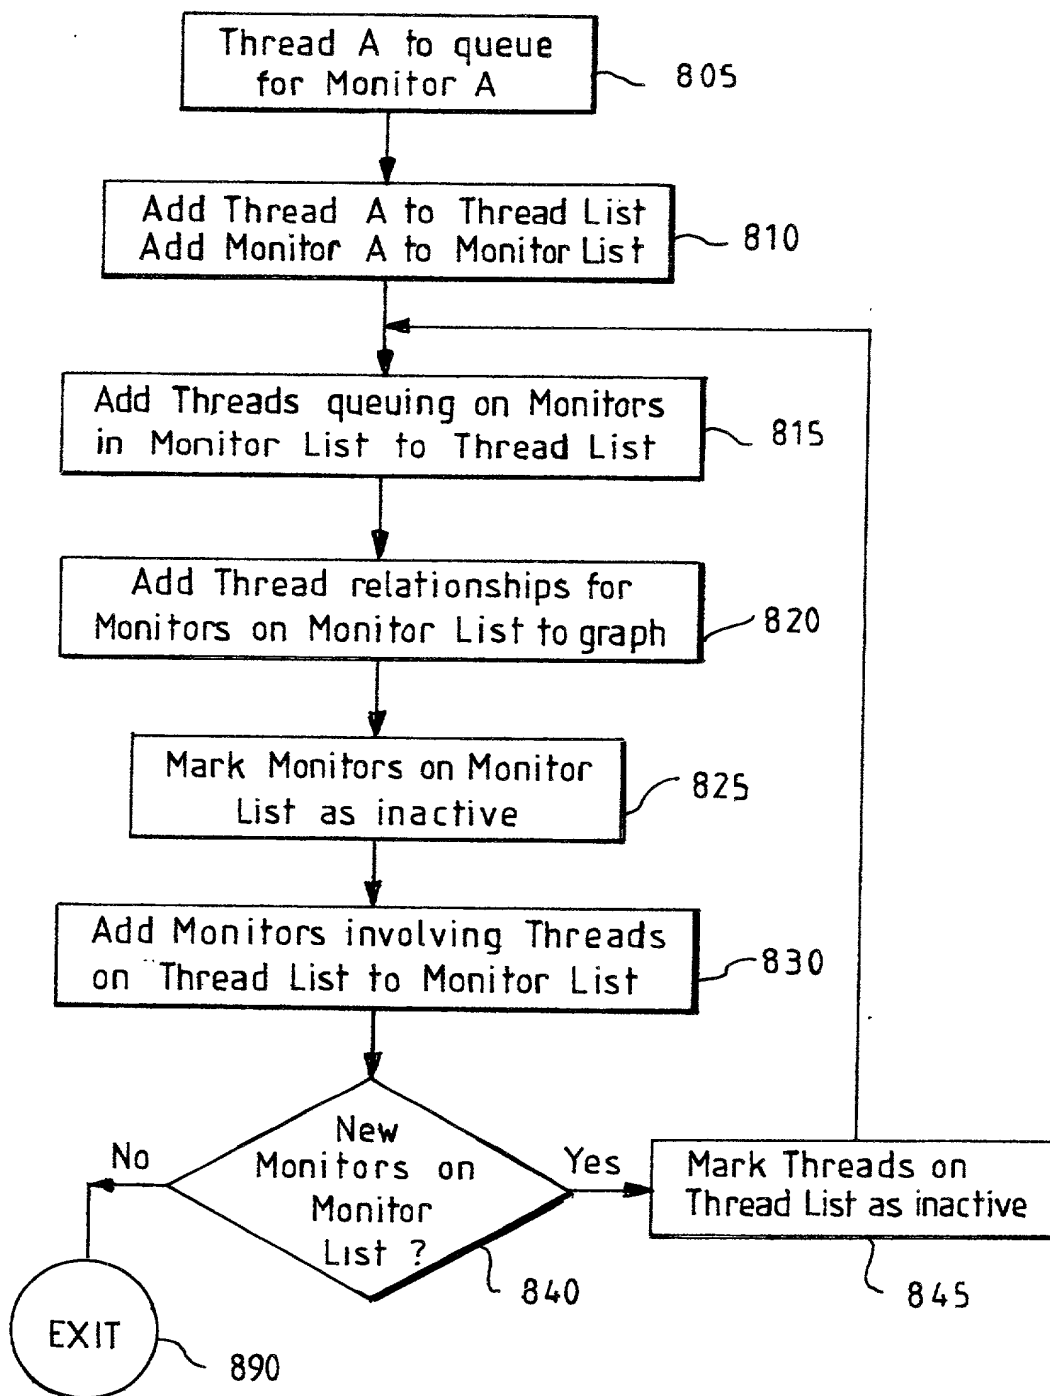 Thread A to queue
for Monitor A
805
Add Thread A to Thread List
Add Monitor A to Monitor List
810
Add Threads queuing on Monitors
in Monitor List to Thread List
815
Add Thread relationships for
Monitors on Monitor List to graph
820
Mark Monitors on Monitor
List as inactive
825
Add Monitors involving Threads
on Thread List to Monitor List
830
New
Monitors on
Monitor
List ?
840
No
Yes
Mark Threads on
Thread List as inactive
845
EXIT
890